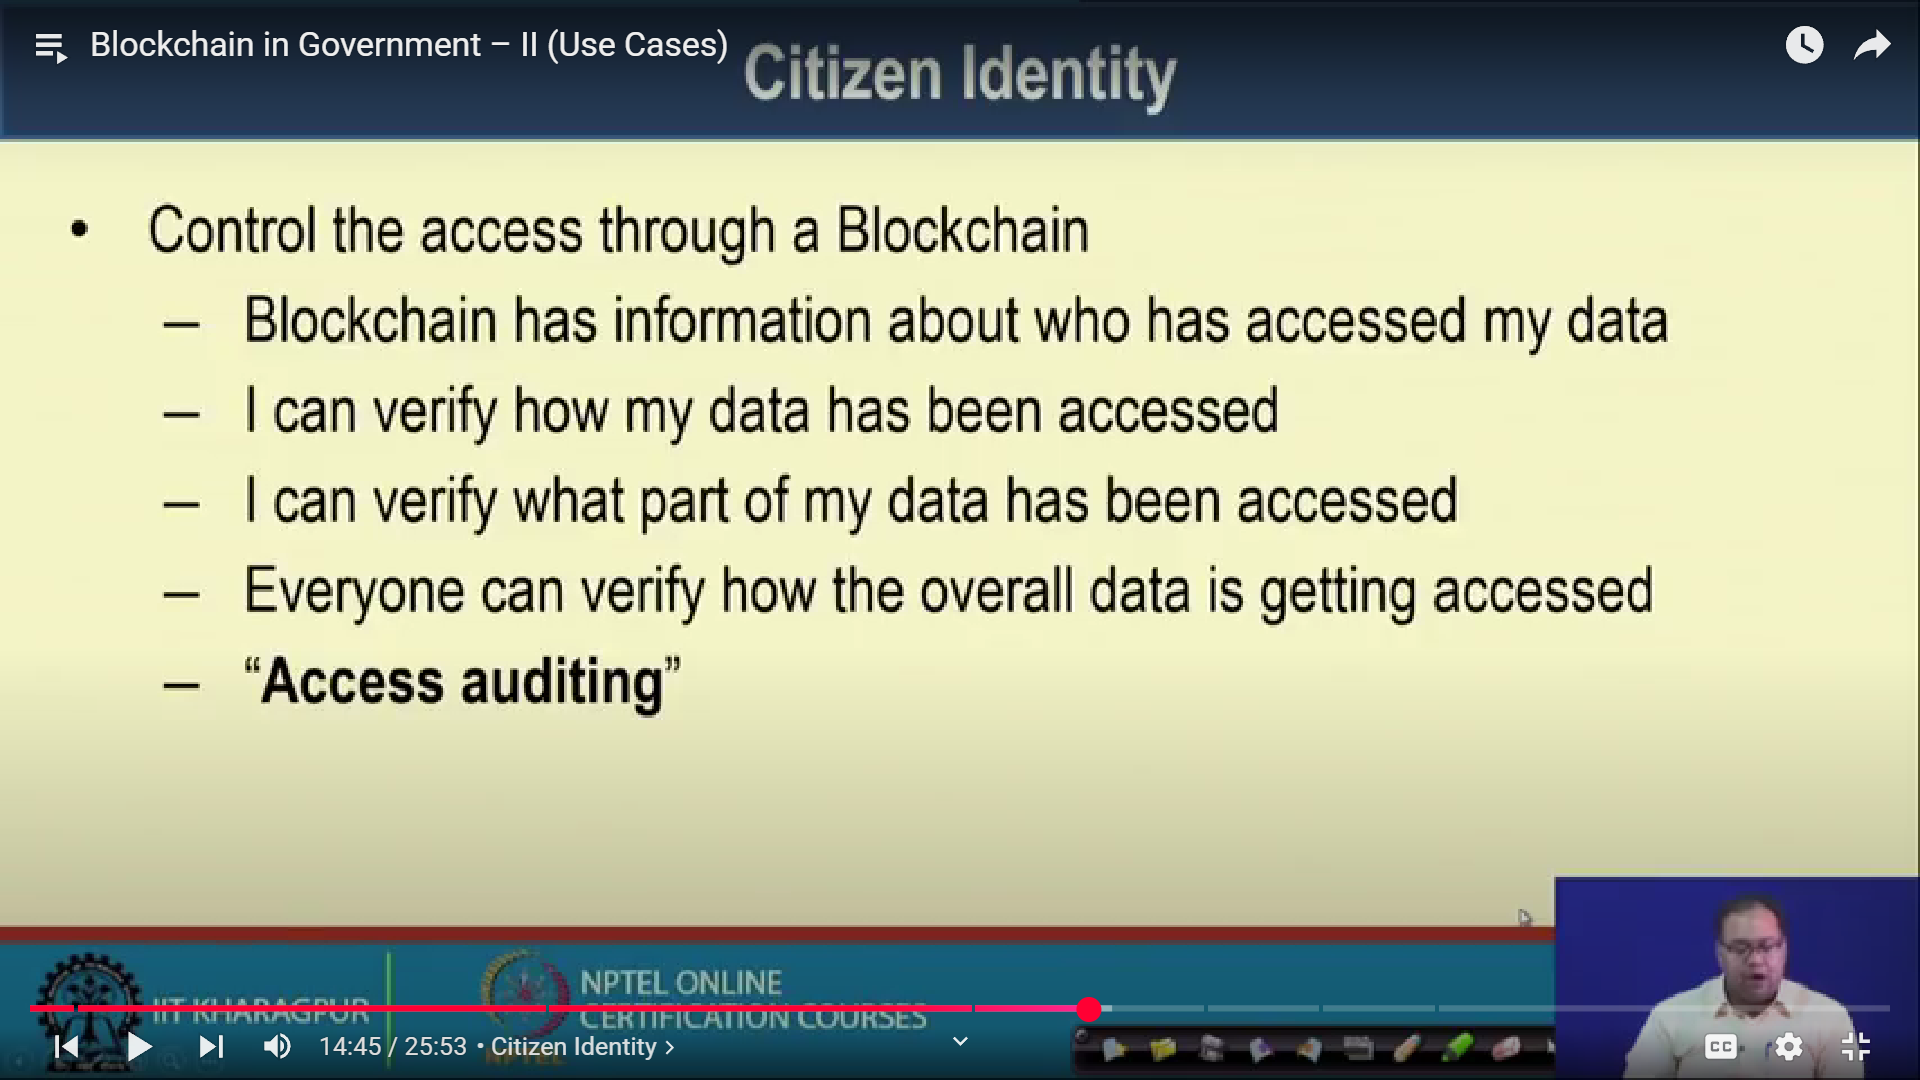 Blockchain in Government – II (Use Cases)
Citizen Identity
• Control the access through a Blockchain
– Blockchain has information about who has accessed my data
– I can verify how my data has been accessed
– I can verify what part of my data has been accessed
– Everyone can verify how the overall data is getting accessed
– “Access auditing”
IIT KHARAGPUR
NPTEL ONLINE
CERTIFICATION COURSES
NPTEL
14:45 / 25:53 • Citizen Identity
CC